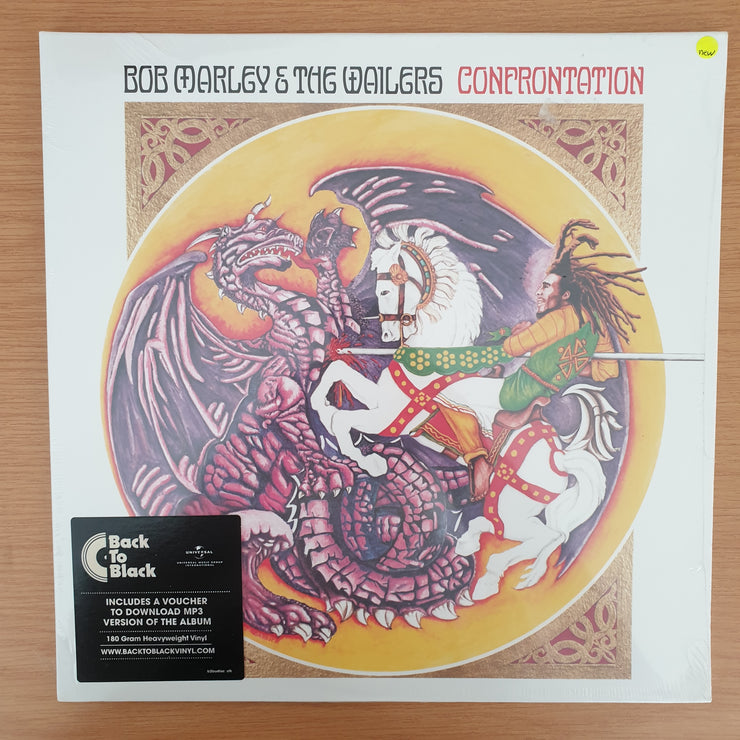 new
BOB MARLEY & THE WAILERS CONFRONTATION
Back
To
Black
UNIVERSAL
UNIVERSAL MUSIC GROUP
INTERNATIONAL
INCLUDES A VOUCHER
TO DOWNLOAD MP3
VERSION OF THE ALBUM
180 Gram Heavyweight Vinyl
WWW.BACKTOBLACKVINYL.COM